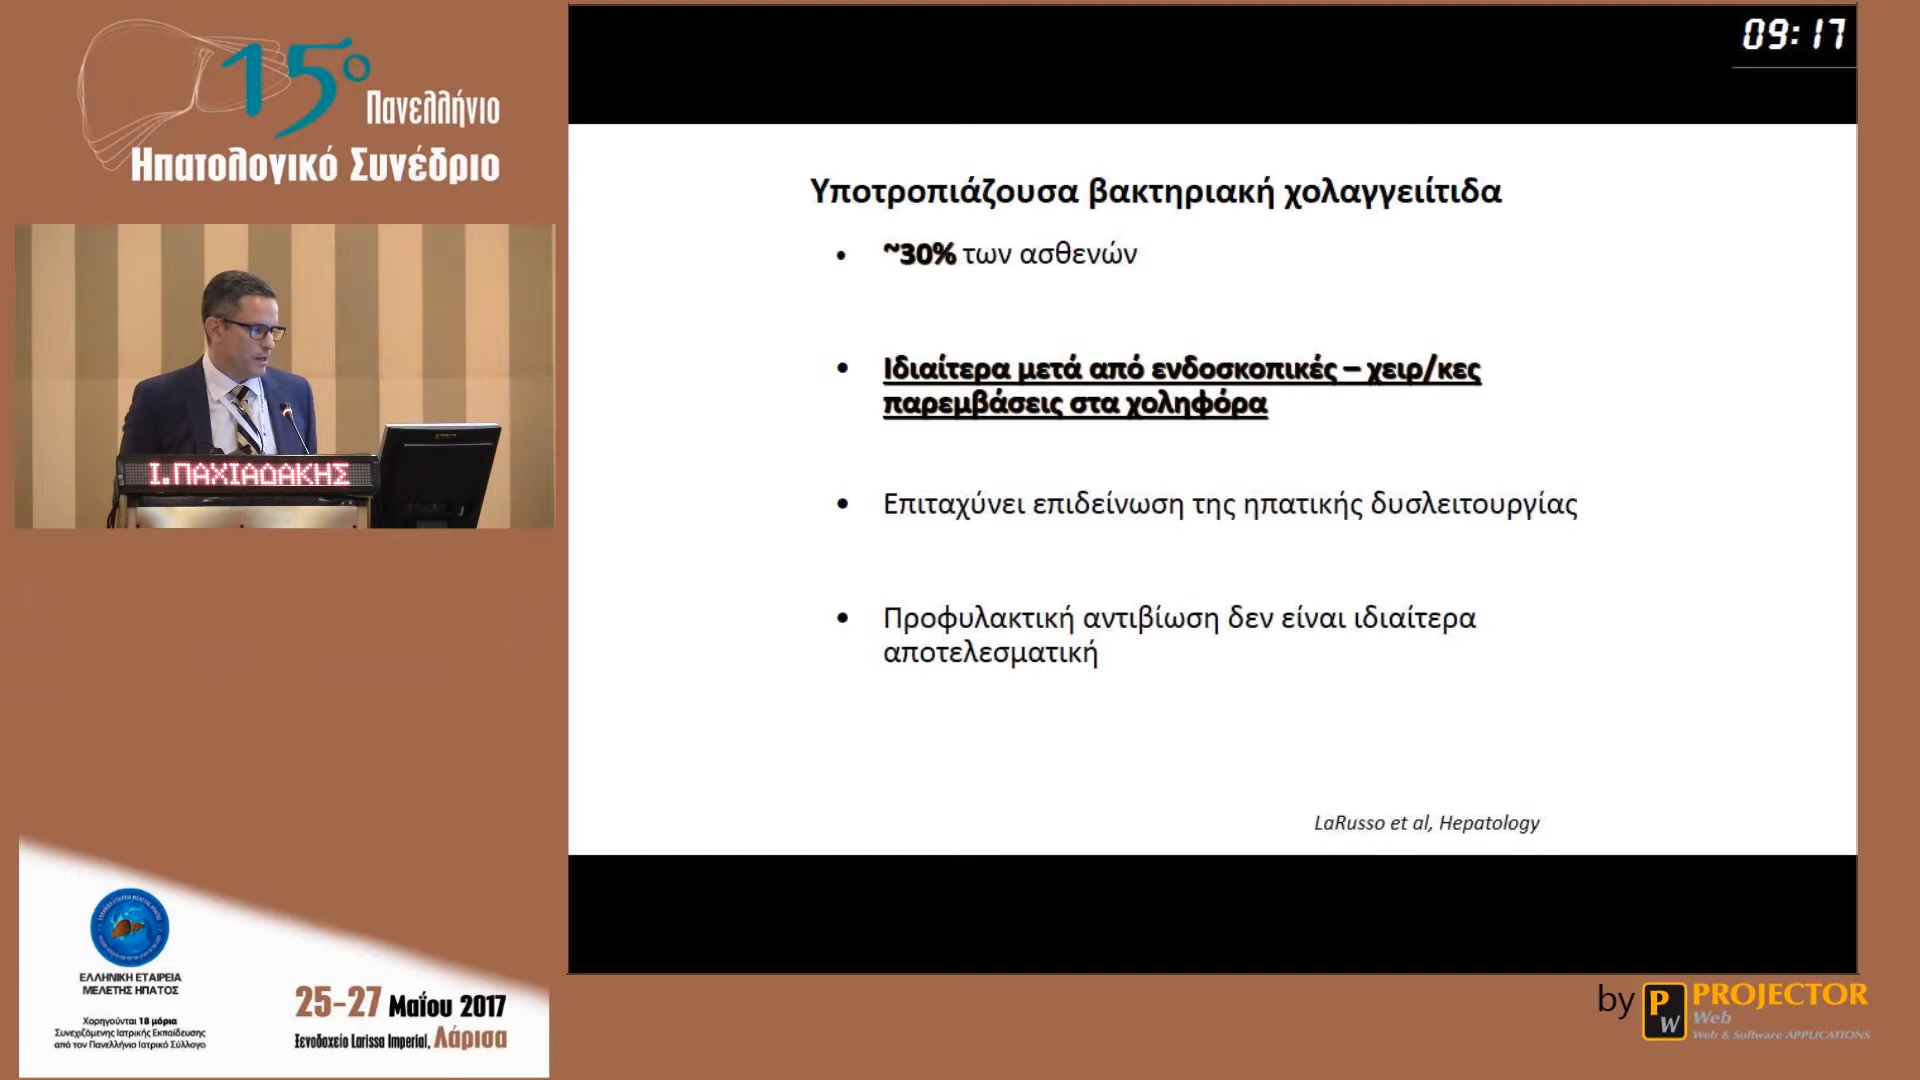 15ο
Πανελλήνιο
Ηπατολογικό Συνέδριο
Ι.ΠΑΧΙΑΔΑΚΗΣ
ΕΛΛΗΝΙΚΗ ΕΤΑΙΡΕΙΑ
ΜΕΛΕΤΗΣ ΗΠΑΤΟΣ
Χορηγούνται 18 μόρια
Συνεχιζόμενης Ιατρικής Εκπαίδευσης
από τον Πανελλήνιο Ιατρικό Σύλλογο
25-27 Μαΐου 2017
Ξενοδοχείο Larissa Imperial, Λάρισα
09:17
Υποτροπιάζουσα βακτηριακή χολαγγειίτιδα
• ~30% των ασθενών
• Ιδιαίτερα μετά από ενδοσκοπικές – χειρ/κες
παρεμβάσεις στα χοληφόρα
• Επιταχύνει επιδείνωση της ηπατικής δυσλειτουργίας
• Προφυλακτική αντιβίωση δεν είναι ιδιαίτερα
αποτελεσματική
LaRusso et al, Hepatology
by PW PROJECTOR
Web
Web & Software APPLICATIONS